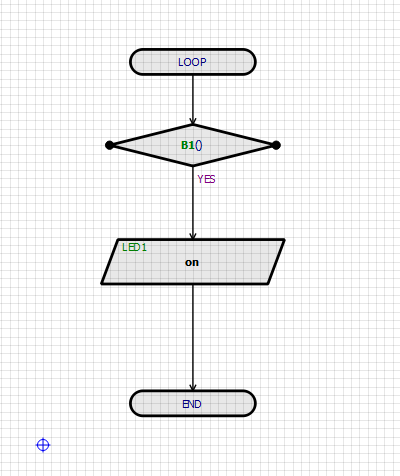 LOOP
B1()
YES
LED1
on
END